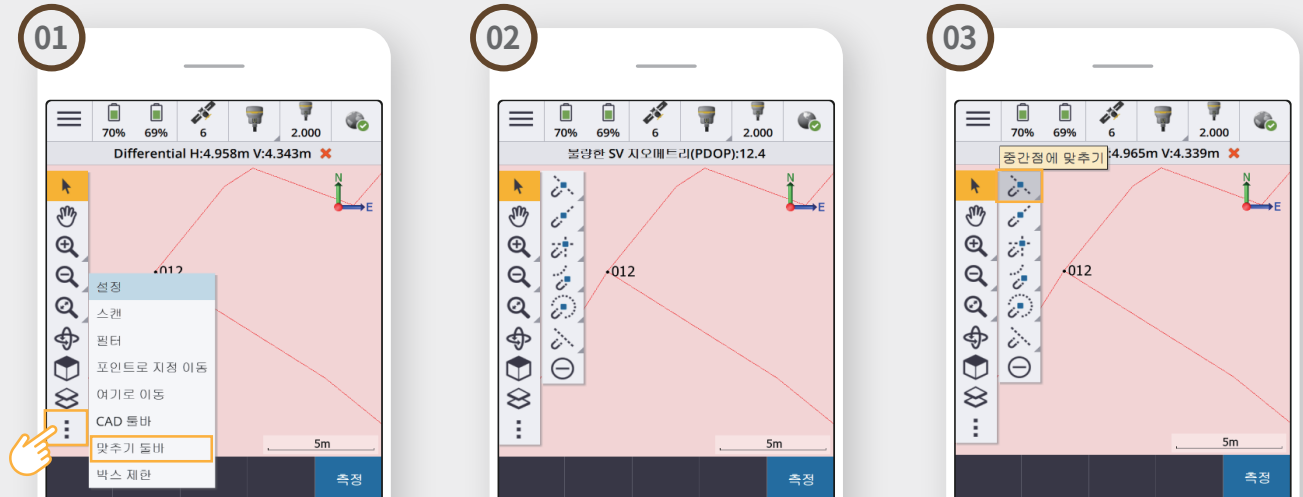 01
70% 69% 6 2.000
Differential H:4.958m V:4.343m
N
E
012
설정
스캔
필터
포인트로 지정 이동
여기로 이동
CAD 툴바
맞추기 툴바
박스 제한
5m
측정
02
70% 69% 6 2.000
불량한 SV 지오메트리(PDOP):12.4
N
E
012
5m
측정
03
70% 69% 6 2.000
중간점에 맞추기
:4.965m V:4.339m
N
E
012
5m
측정